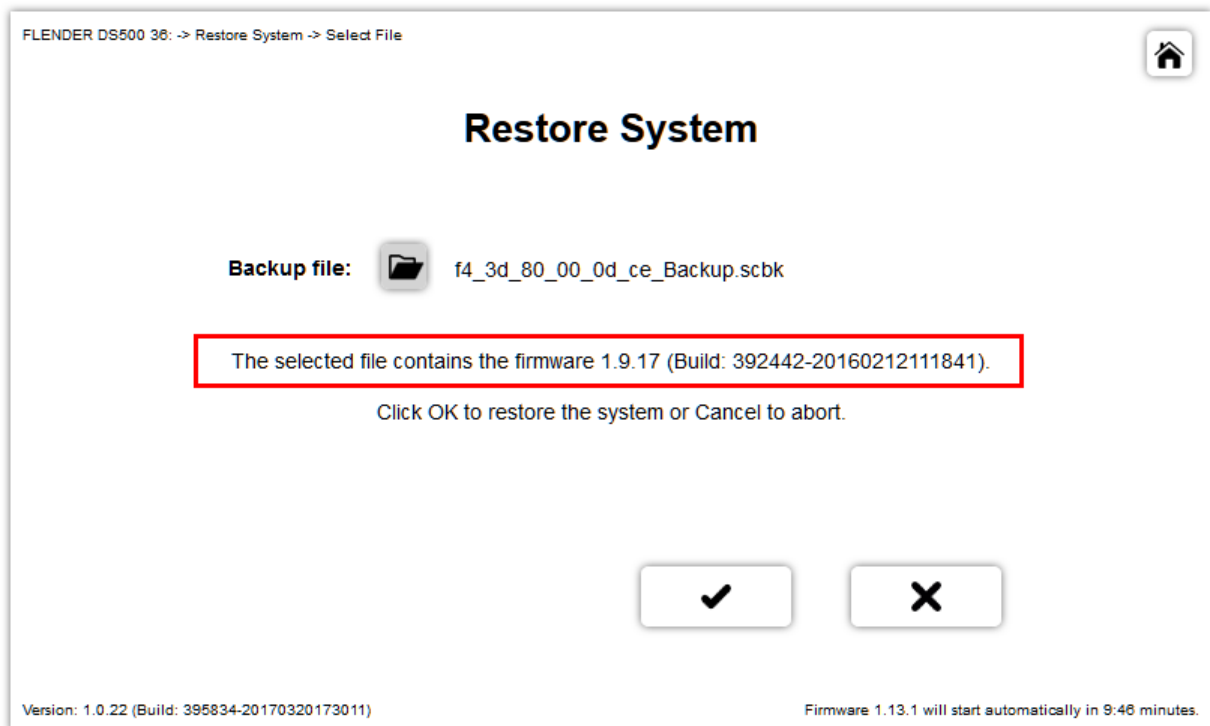 FLENDER DS500 36: -> Restore System -> Select File
Restore System
Backup file: f4_3d_80_00_0d_ce_Backup.scbk
The selected file contains the firmware 1.9.17 (Build: 392442-20160212111841).
Click OK to restore the system or Cancel to abort.
Version: 1.0.22 (Build: 395834-20170320173011)
Firmware 1.13.1 will start automatically in 9:46 minutes.